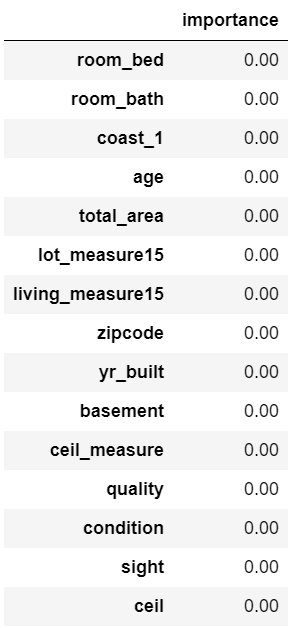 importance
room_bed 0.00
room_bath 0.00
coast_1 0.00
age 0.00
total_area 0.00
lot_measure15 0.00
living_measure15 0.00
zipcode 0.00
yr_built 0.00
basement 0.00
ceil_measure 0.00
quality 0.00
condition 0.00
sight 0.00
ceil 0.00